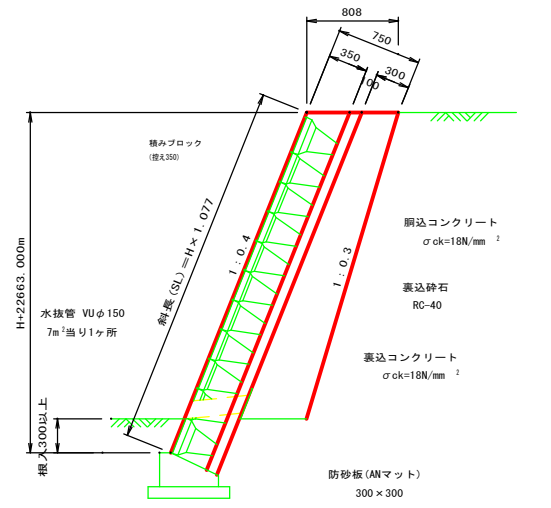 808
750
350
100
300
積みブロック
(控え350)
斜長(SL)=H×1.077
1:0.4
1:0.3
H+22663.000m
胴込コンクリート
σck=18N/mm 2
裏込砕石
RC-40
水抜管 VUφ150
7m2当り1ヶ所
裏込コンクリート
σck=18N/mm 2
根入300以上
防砂板(ANマット)
300×300